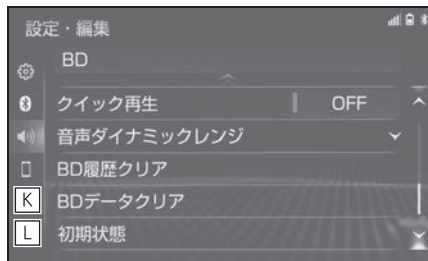 設定・編集
BD
クイック再生 OFF
音声ダイナミックレンジ
BD履歴クリア
K BDデータクリア
L 初期状態